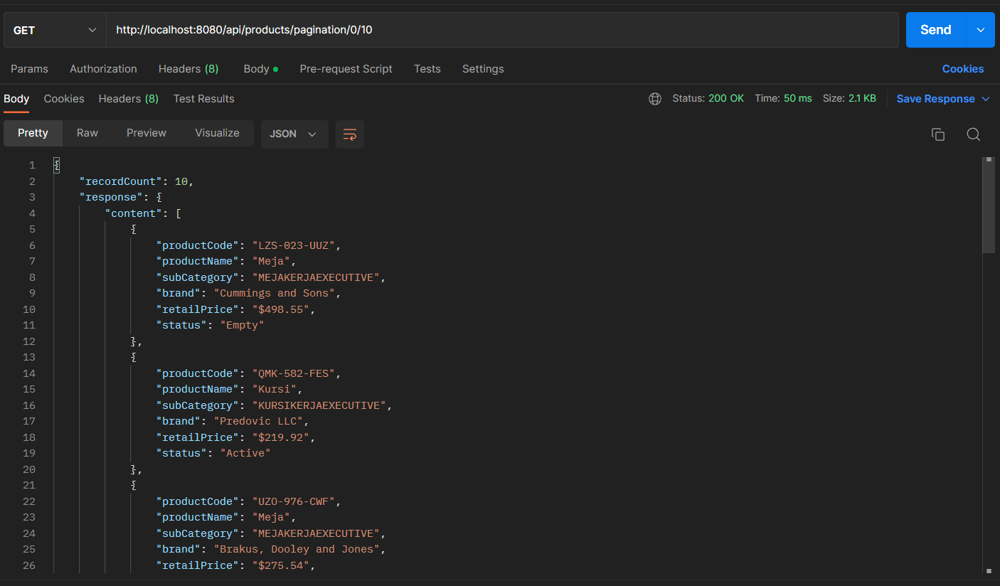 GET http://localhost:8080/api/products/pagination/0/10 Send
Params Authorization Headers (8) Body Pre-request Script Tests Settings Cookies
Body Cookies Headers (8) Test Results Status: 200 OK Time: 50 ms Size: 2.1 KB Save Response
Pretty Raw Preview Visualize JSON
1 {
2 "recordCount": 10,
3 "response": {
4 "content": [
5 {
6 "productCode": "LZS-023-UUZ",
7 "productName": "Meja",
8 "subCategory": "MEJAKERJAEXECUTIVE",
9 "brand": "Cummings and Sons",
10 "retailPrice": "$498.55",
11 "status": "Empty"
12 },
13 {
14 "productCode": "QMK-582-FES",
15 "productName": "Kursi",
16 "subCategory": "KURSIKERJAEXECUTIVE",
17 "brand": "Predovic LLC",
18 "retailPrice": "$219.92",
19 "status": "Active"
20 },
21 {
22 "productCode": "UZO-976-CWF",
23 "productName": "Meja",
24 "subCategory": "MEJAKERJAEXECUTIVE",
25 "brand": "Brakus, Dooley and Jones",
26 "retailPrice": "$275.54",